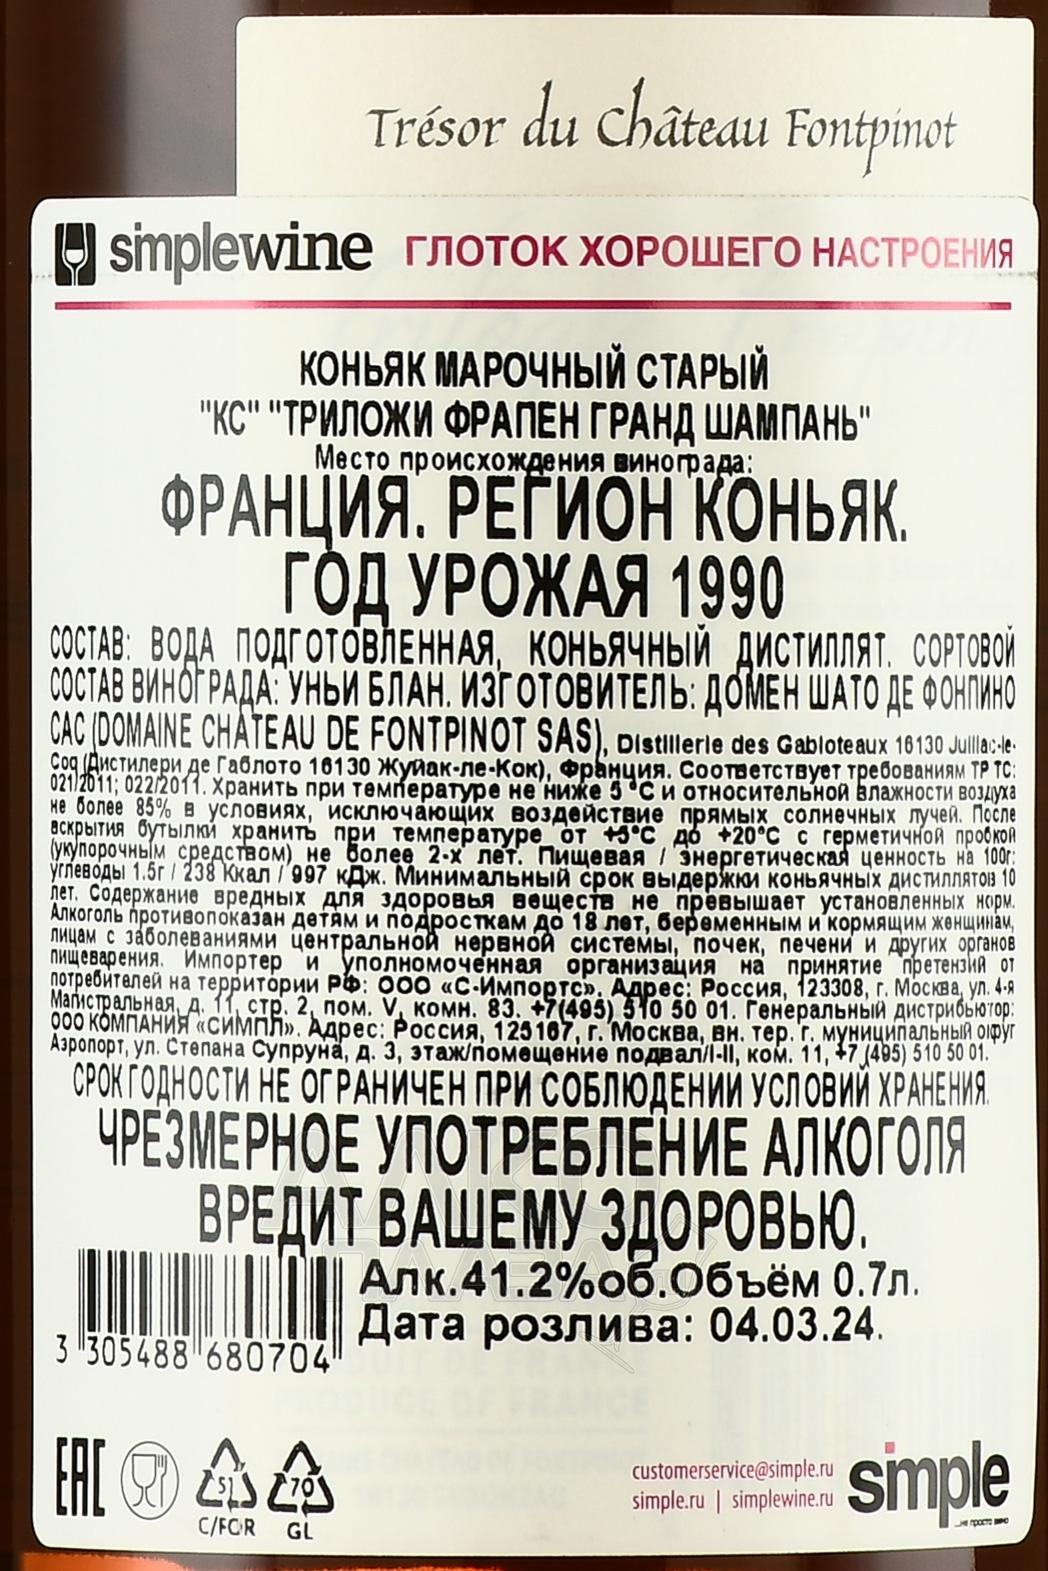 Trésor du Château Fontpinot
simplewine ГЛОТОК ХОРОШЕГО НАСТРОЕНИЯ
КОНЬЯК МАРОЧНЫЙ СТАРЫЙ
"КС" "ТРИЛОЖИ ФРАПЕН ГРАНД ШАМПАНЬ"
Место происхождения винограда:
ФРАНЦИЯ. РЕГИОН КОНЬЯК.
ГОД УРОЖАЯ 1990
СОСТАВ: ВОДА ПОДГОТОВЛЕННАЯ, КОНЬЯЧНЫЙ ДИСТИЛЛЯТ. СОРТОВОЙ
СОСТАВ ВИНОГРАДА: УНЬИ БЛАН. ИЗГОТОВИТЕЛЬ: ДОМЕН ШАТО ДЕ ФОНПИНО
САС (DOMAINE CHATEAU DE FONTPINOT SAS), Distillerie des Gabloteaux 16130 Juillac-le-
Coq (Дистилери де Габлото 16130 Жуйак-ле-Кок), Франция. Соответствует требованиям ТР ТС:
021/2011; 022/2011. Хранить при температуре не ниже 5 °С и относительной влажности воздуха
не более 85% в условиях, исключающих воздействие прямых солнечных лучей. После
вскрытия бутылки хранить при температуре от +5°С до +20°С с герметичной пробкой
(укупорочным средством) не более 2-х лет. Пищевая / энергетическая ценность на 100г:
углеводы 1.5г / 238 Ккал / 997 кДж. Минимальный срок выдержки коньячных дистиллятов 10
лет. Содержание вредных для здоровья веществ не превышает установленных норм.
Алкоголь противопоказан детям и подросткам до 18 лет, беременным и кормящим женщинам,
лицам с заболеваниями центральной нервной системы, почек, печени и других органов
пищеварения. Импортер и уполномоченная организация на принятие претензий от
потребителей на территории РФ: ООО «С-Импортс». Адрес: Россия, 123308, г. Москва, ул. 4-я
Магистральная, д. 11, стр. 2, пом. V, комн. 83. +7(495) 510 50 01. Генеральный дистрибьютор:
ООО КОМПАНИЯ «СИМПЛ». Адрес: Россия, 125167, г. Москва, вн. тер. г. муниципальный округ
Аэропорт, ул. Степана Супруна, д. 3, этаж/помещение подвал/I-II, ком. 11, +7 (495) 510 50 01.
СРОК ГОДНОСТИ НЕ ОГРАНИЧЕН ПРИ СОБЛЮДЕНИИ УСЛОВИЙ ХРАНЕНИЯ.
ЧРЕЗМЕРНОЕ УПОТРЕБЛЕНИЕ АЛКОГОЛЯ
ВРЕДИТ ВАШЕМУ ЗДОРОВЬЮ.
Алк.41.2%об.Объём 0.7л.
Дата розлива: 04.03.24.
3 305488 680704
EAC 51 70
C/FOR GL
customerservice@simple.ru
simple.ru | simplewine.ru
simple
...не просто вино